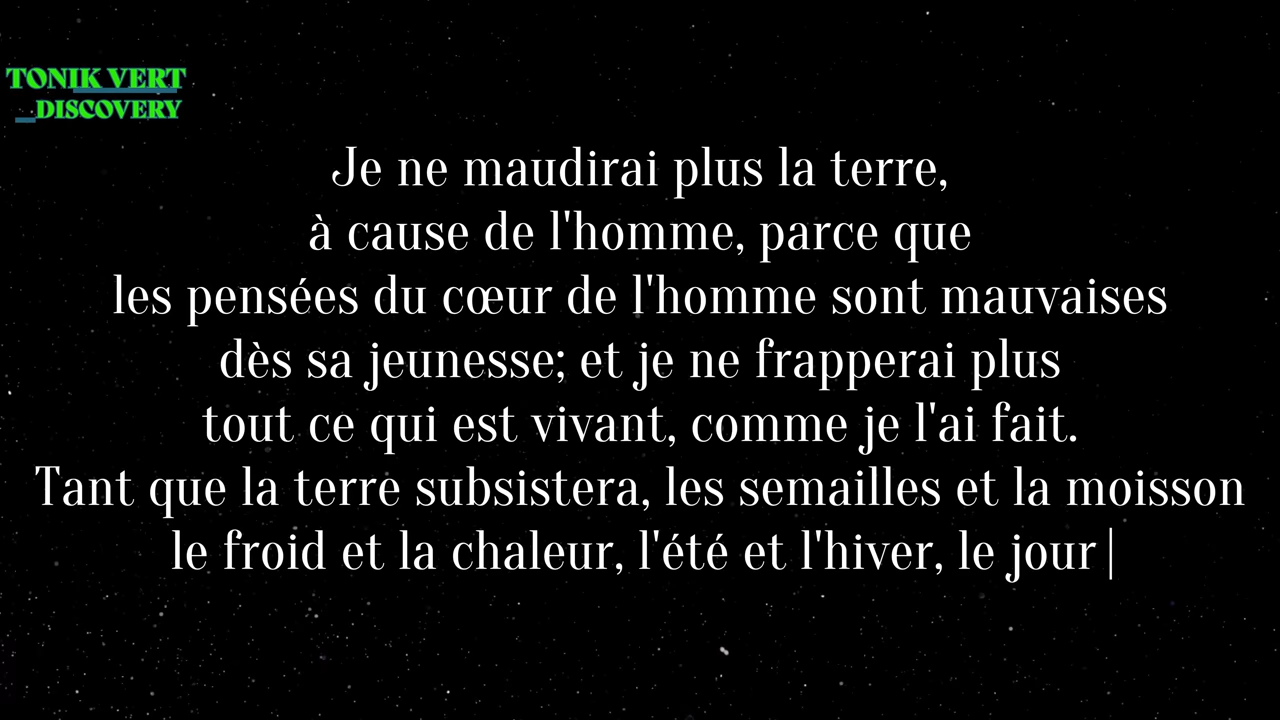 TONIK VERT
DISCOVERY
Je ne maudirai plus la terre,
à cause de l'homme, parce que
les pensées du cœur de l'homme sont mauvaises
dès sa jeunesse; et je ne frapperai plus
tout ce qui est vivant, comme je l'ai fait.
Tant que la terre subsistera, les semailles et la moisson
le froid et la chaleur, l'été et l'hiver, le jour